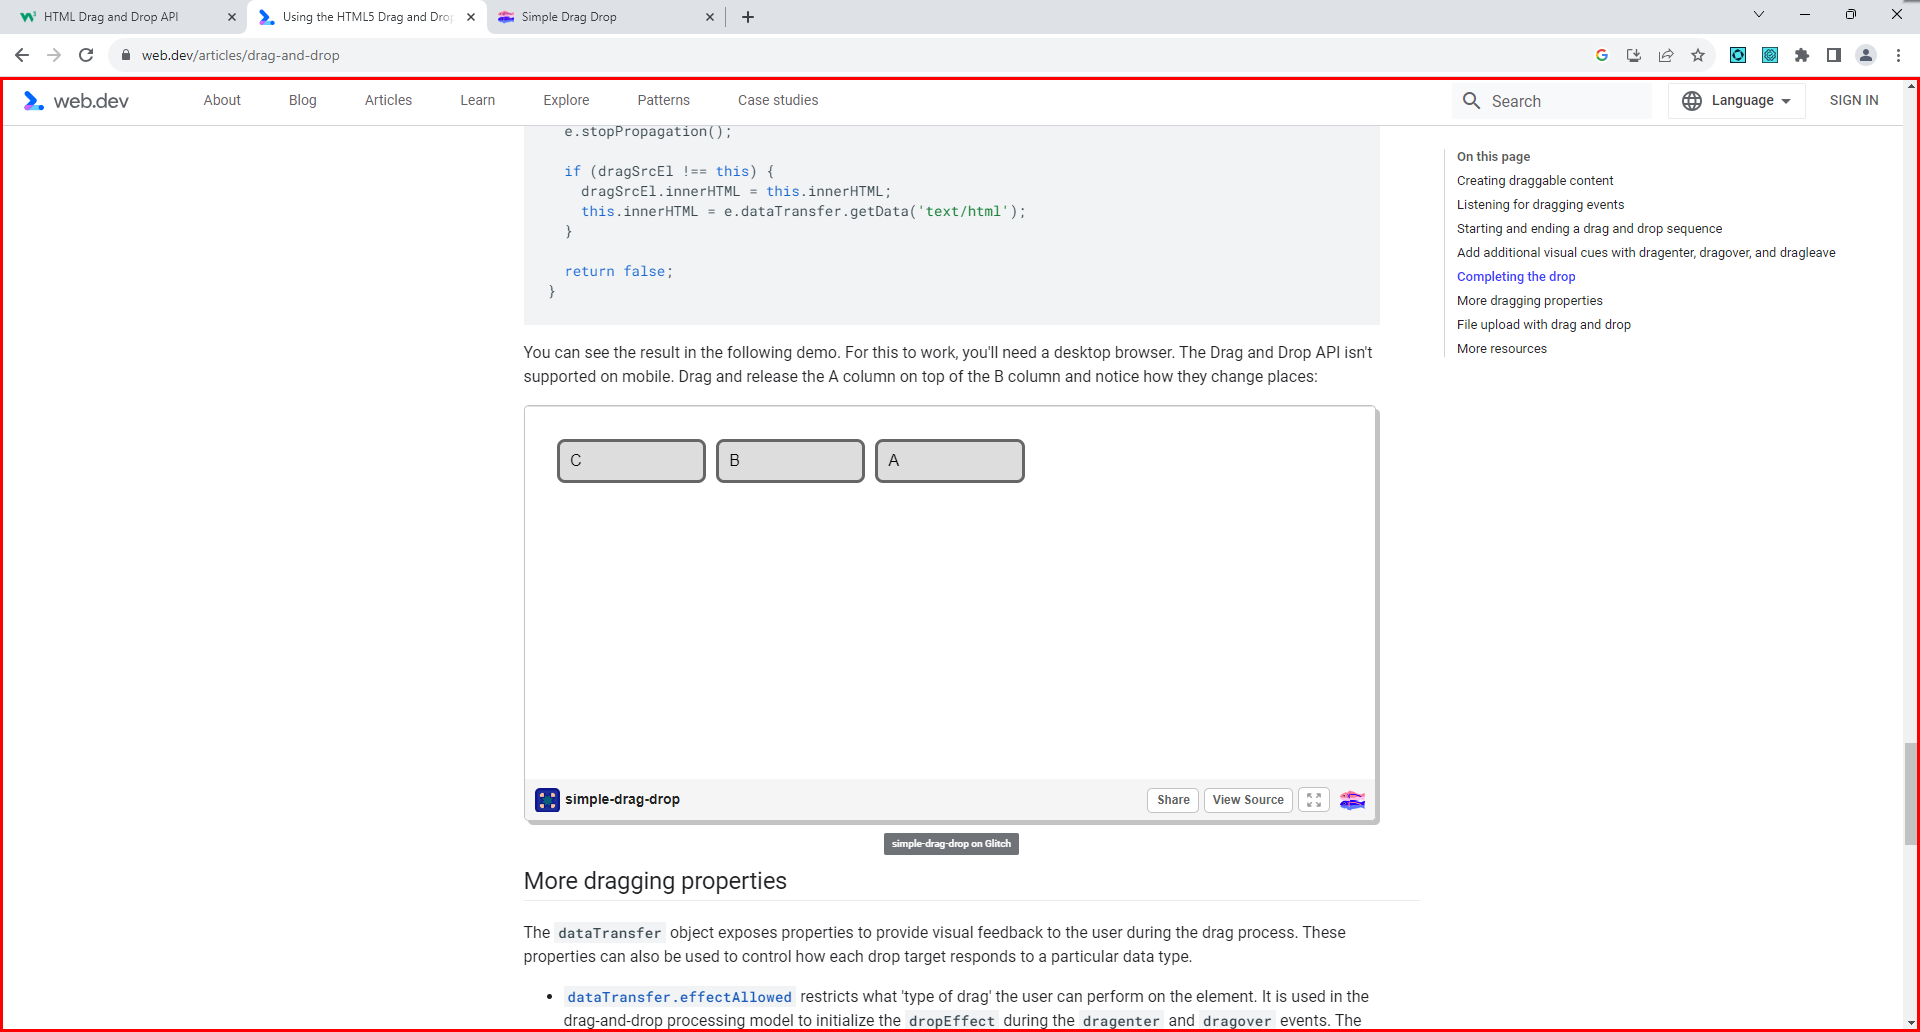 HTML Drag and Drop API
Using the HTML5 Drag and Drop
Simple Drag Drop
web.dev/articles/drag-and-drop
web.dev
About
Blog
Articles
Learn
Explore
Patterns
Case studies
Search
Language
SIGN IN
e.stopPropagation();
if (dragSrcEl !== this) {
dragSrcEl.innerHTML = this.innerHTML;
this.innerHTML = e.dataTransfer.getData('text/html');
}
return false;
}
You can see the result in the following demo. For this to work, you'll need a desktop browser. The Drag and Drop API isn't
supported on mobile. Drag and release the A column on top of the B column and notice how they change places:
C
B
A
simple-drag-drop
Share
View Source
simple-drag-drop on Glitch
More dragging properties
The dataTransfer object exposes properties to provide visual feedback to the user during the drag process. These
properties can also be used to control how each drop target responds to a particular data type.
• dataTransfer.effectAllowed restricts what 'type of drag' the user can perform on the element. It is used in the
drag-and-drop processing model to initialize the dropEffect during the dragenter and dragover events. The
On this page
Creating draggable content
Listening for dragging events
Starting and ending a drag and drop sequence
Add additional visual cues with dragenter, dragover, and dragleave
Completing the drop
More dragging properties
File upload with drag and drop
More resources